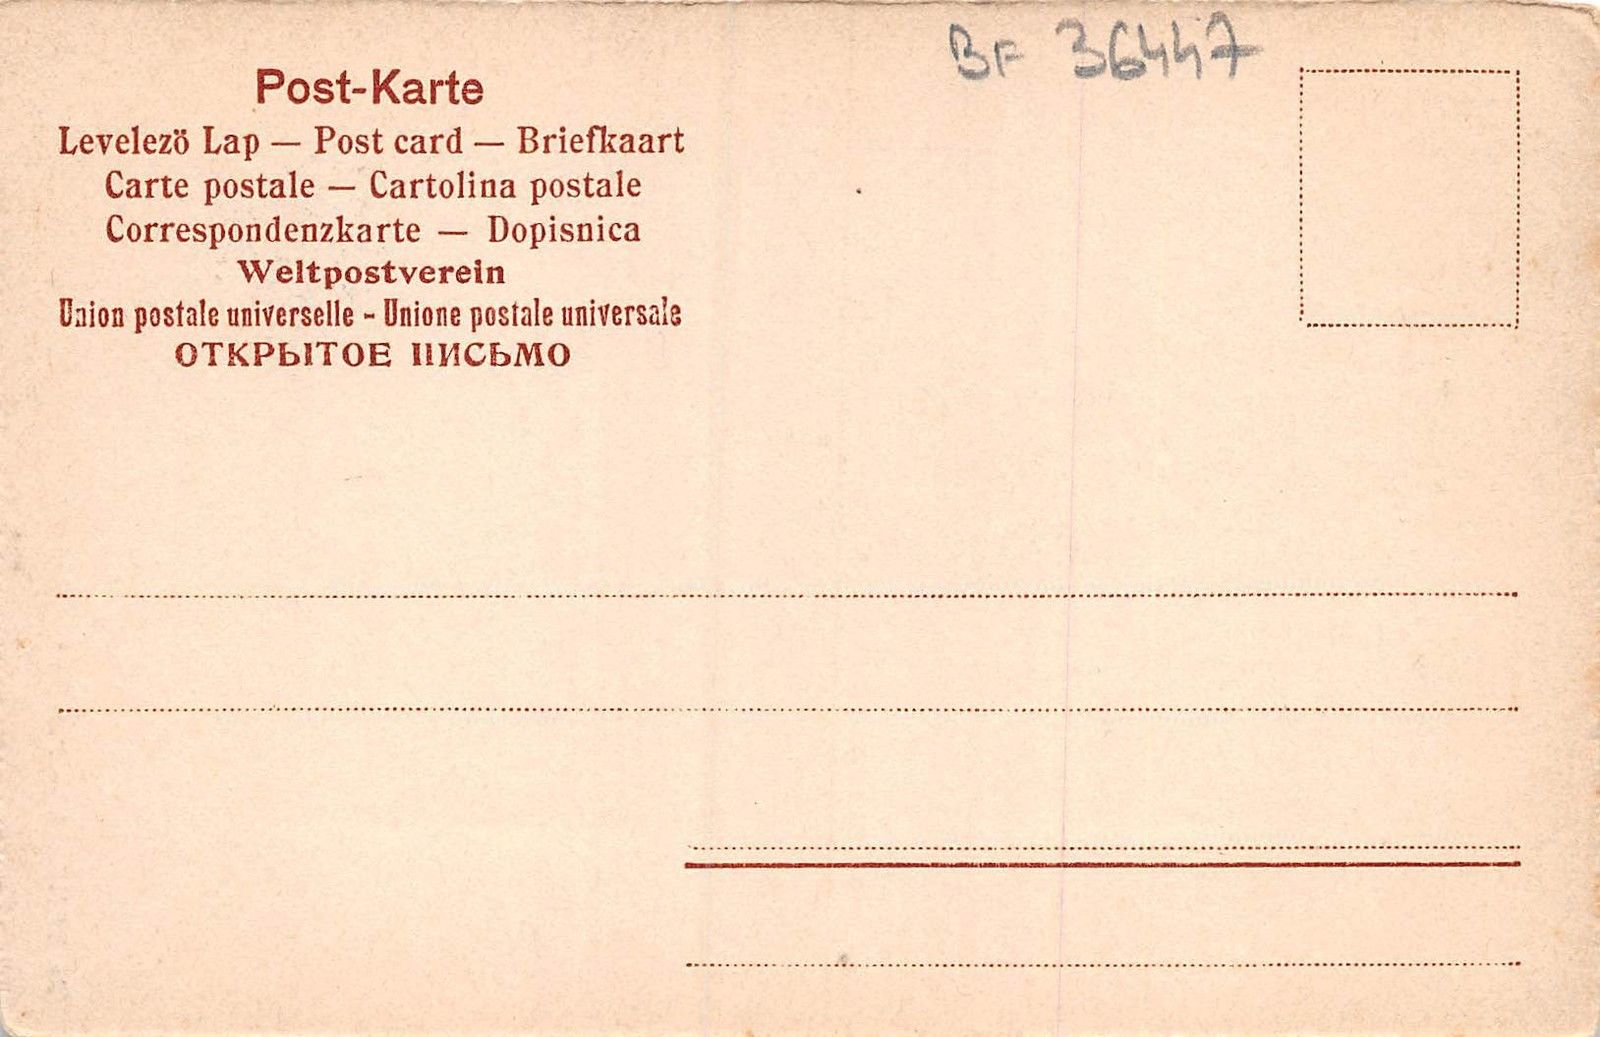 BF 36447
Post-Karte
Levelezö Lap — Post card — Briefkaart
Carte postale — Cartolina postale
Correspondenzkarte — Dopisnica
Weltpostverein
Union postale universelle - Unione postale universale
ОТКРЫТОЕ ПИСЬМО